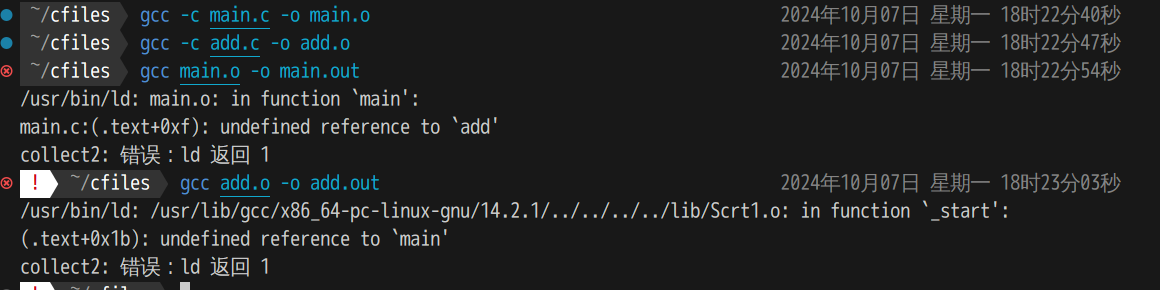 ~/cfiles gcc -c main.c -o main.o 2024年10月07日 星期一 18时22分40秒
~/cfiles gcc -c add.c -o add.o 2024年10月07日 星期一 18时22分47秒
~/cfiles gcc main.o -o main.out 2024年10月07日 星期一 18时22分54秒
/usr/bin/ld: main.o: in function `main':
main.c:(.text+0xf): undefined reference to `add'
collect2: 错误：ld 返回 1
! ~/cfiles gcc add.o -o add.out 2024年10月07日 星期一 18时23分03秒
/usr/bin/ld: /usr/lib/gcc/x86_64-pc-linux-gnu/14.2.1/../../../../lib/Scrt1.o: in function `_start':
(.text+0x1b): undefined reference to `main'
collect2: 错误：ld 返回 1